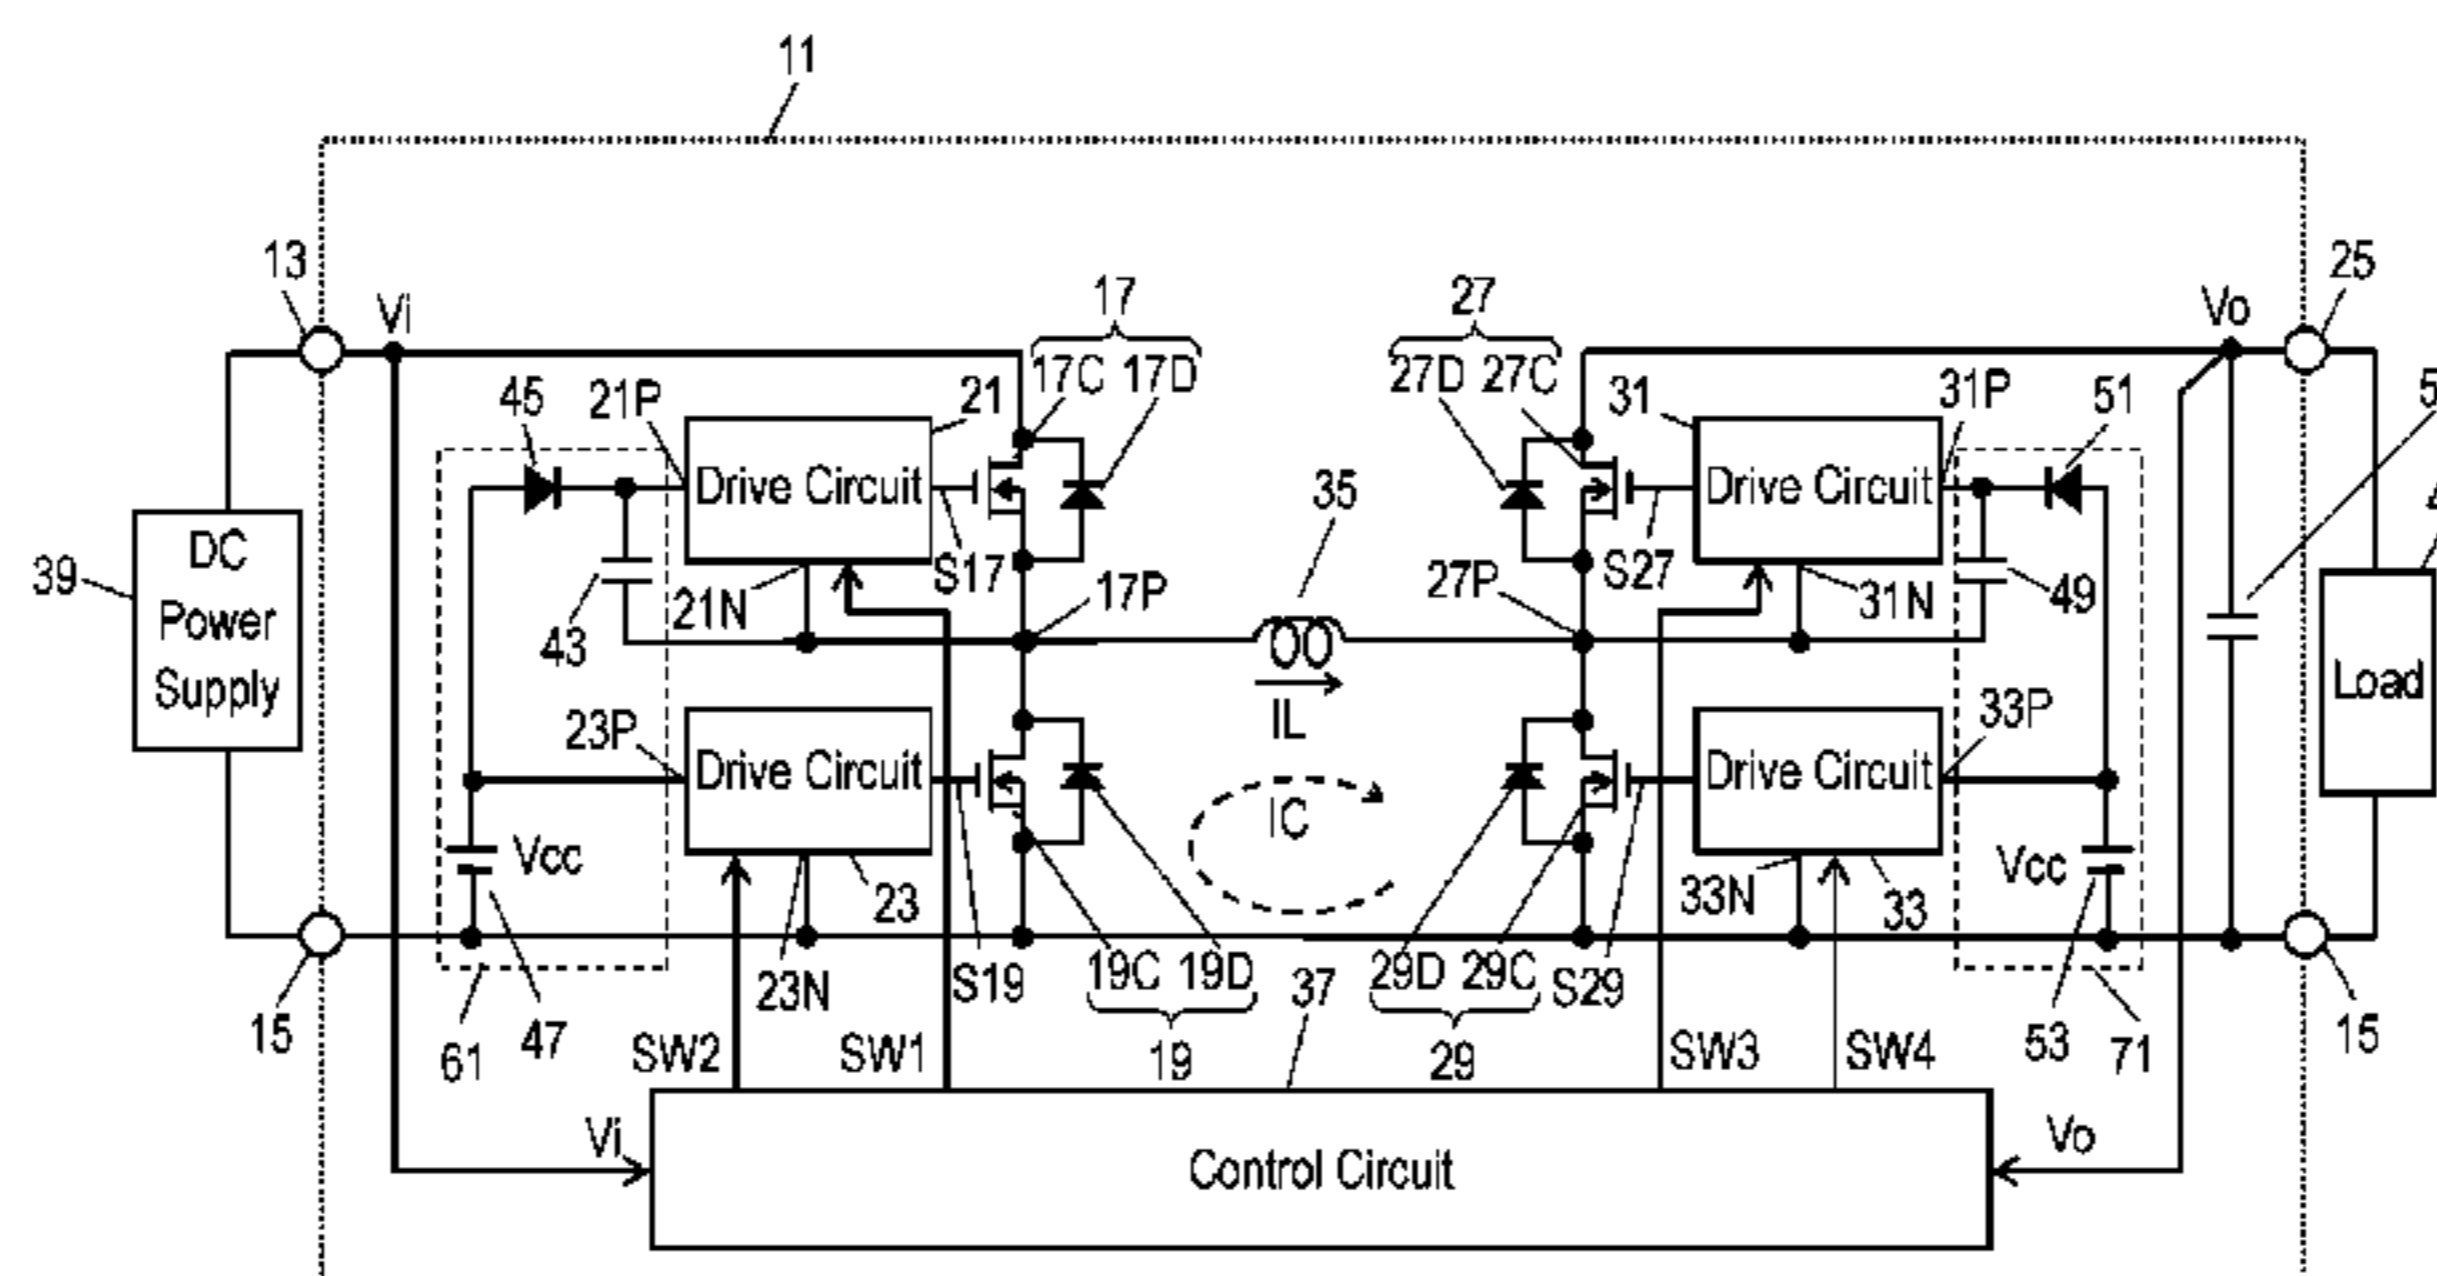 11
13
Vi
17
27
Vo
25
17C 17D
27D 27C
45
21P
21
31
31P
51
Drive Circuit
Drive Circuit
35
39
DC
Power
Supply
43
21N
S17
17P
27P
S27
31N
49
IL
Load
23P
33P
Drive Circuit
Drive Circuit
IC
Vcc
Vcc
23
33N
33
15
61
47
23N
S19
19C 19D
37
29D 29C
S29
53
71
15
SW2
SW1
19
29
SW3
SW4
Vi
Vo
Control Circuit